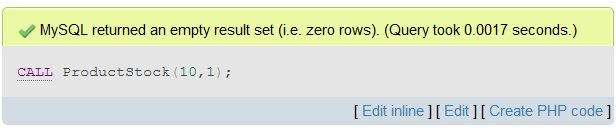 MySQL returned an empty result set (i.e. zero rows). (Query took 0.0017 seconds.)
CALL ProductStock(10,1);
[ Edit inline ] [ Edit ] [ Create PHP code ]